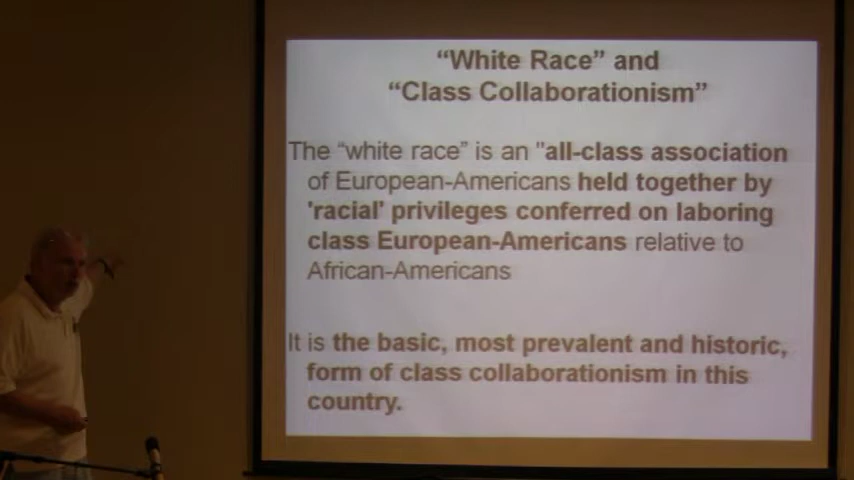 “White Race” and
“Class Collaborationism”
The “white race” is an "all-class association
of European-Americans held together by
'racial' privileges conferred on laboring
class European-Americans relative to
African-Americans
It is the basic, most prevalent and historic,
form of class collaborationism in this
country.